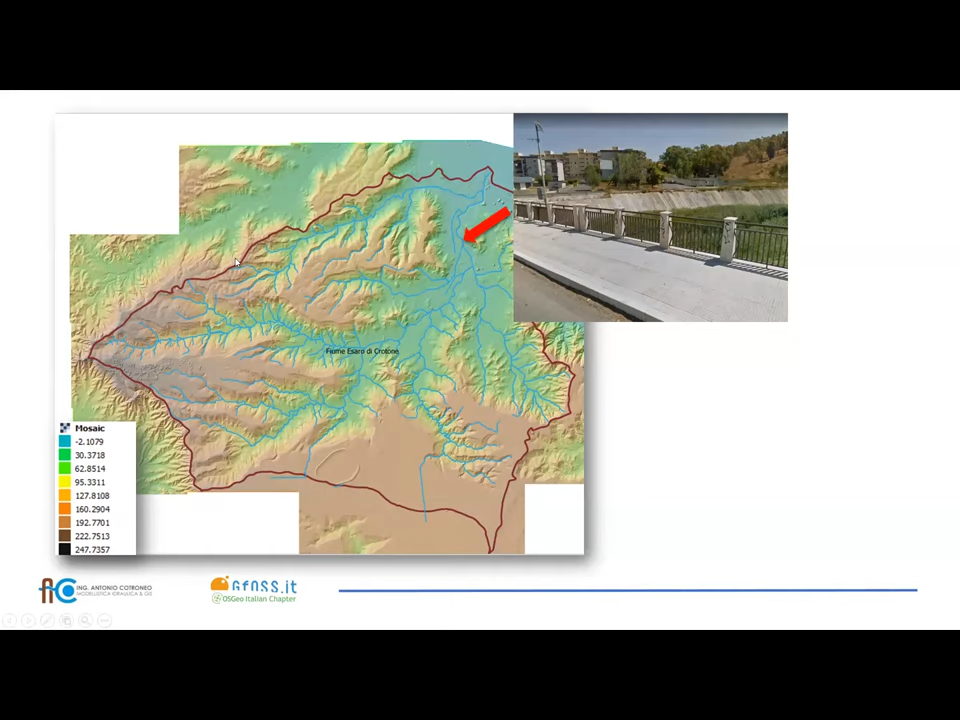 Fiume Esaro di Crotone
Mosaic
-2.1079
30.3718
62.8514
95.3311
127.8108
160.2904
192.7701
222.7513
247.7357
ING. ANTONIO COTRONEO
MODELLISTICA IDRAULICA & GIS
GFOSS.it
OSGeo Italian Chapter